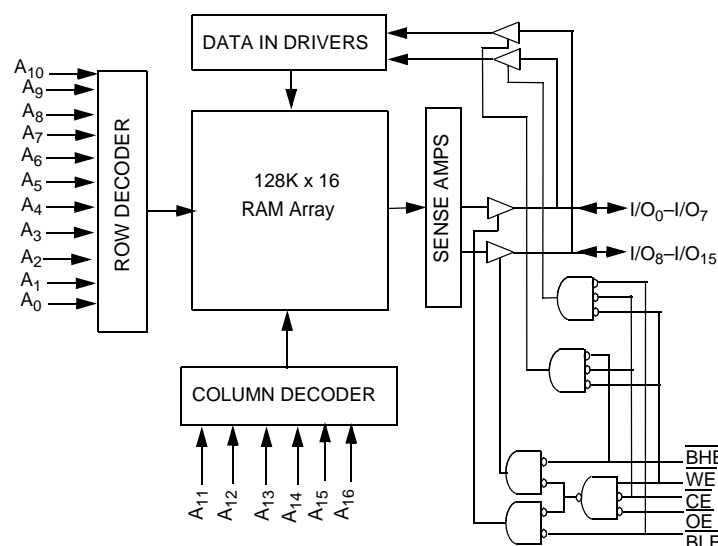 DATA IN DRIVERS
A10
A9
A8
A7
A6
A5
A4
A3
A2
A1
A0
ROW DECODER
128K x 16
RAM Array
SENSE AMPS
I/O0–I/O7
I/O8–I/O15
COLUMN DECODER
A11
A12
A13
A14
A15
A16
BHE
WE
CE
OE
BLE